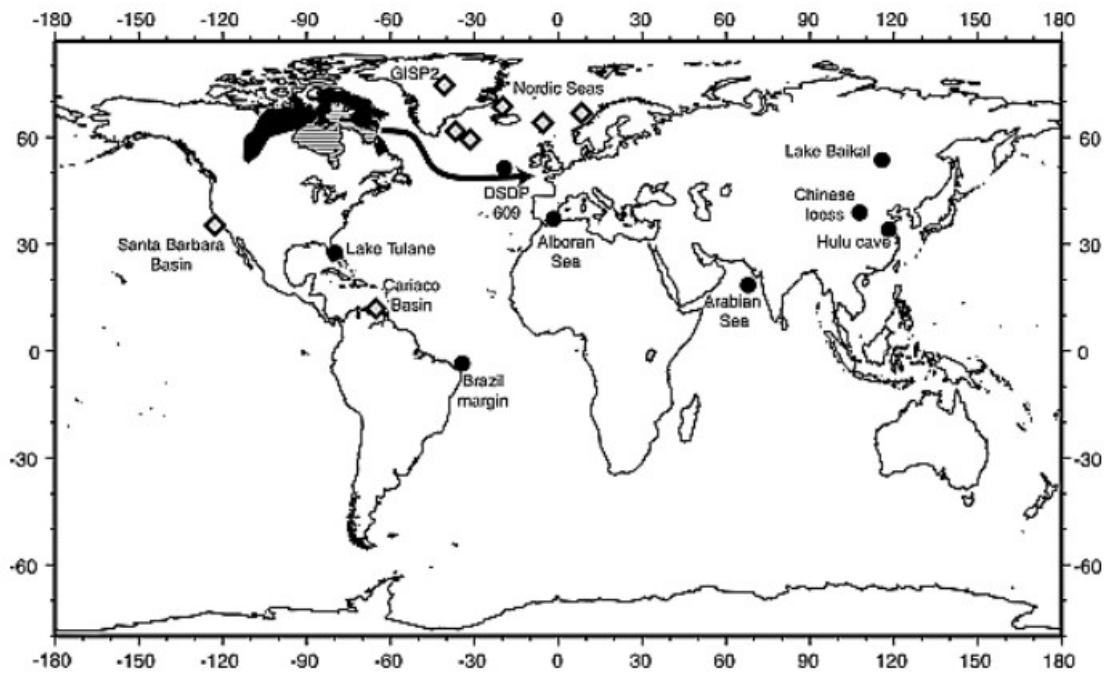 -180 -150 -120 -90 -60 -30 0 30 60 90 120 150 180
GISP2
Nordic Seas
60 60
Lake Baikal
DSDP
609
Chinese
loess
Hulu cave
Santa Barbara
Basin
30 30
Lake Tulane
Alboran
Sea
Cariaco
Basin
Arabian
Sea
0 0
Brazil
margin
-30 -30
-60 -60
-180 -150 -120 -90 -60 -30 0 30 60 90 120 150 180